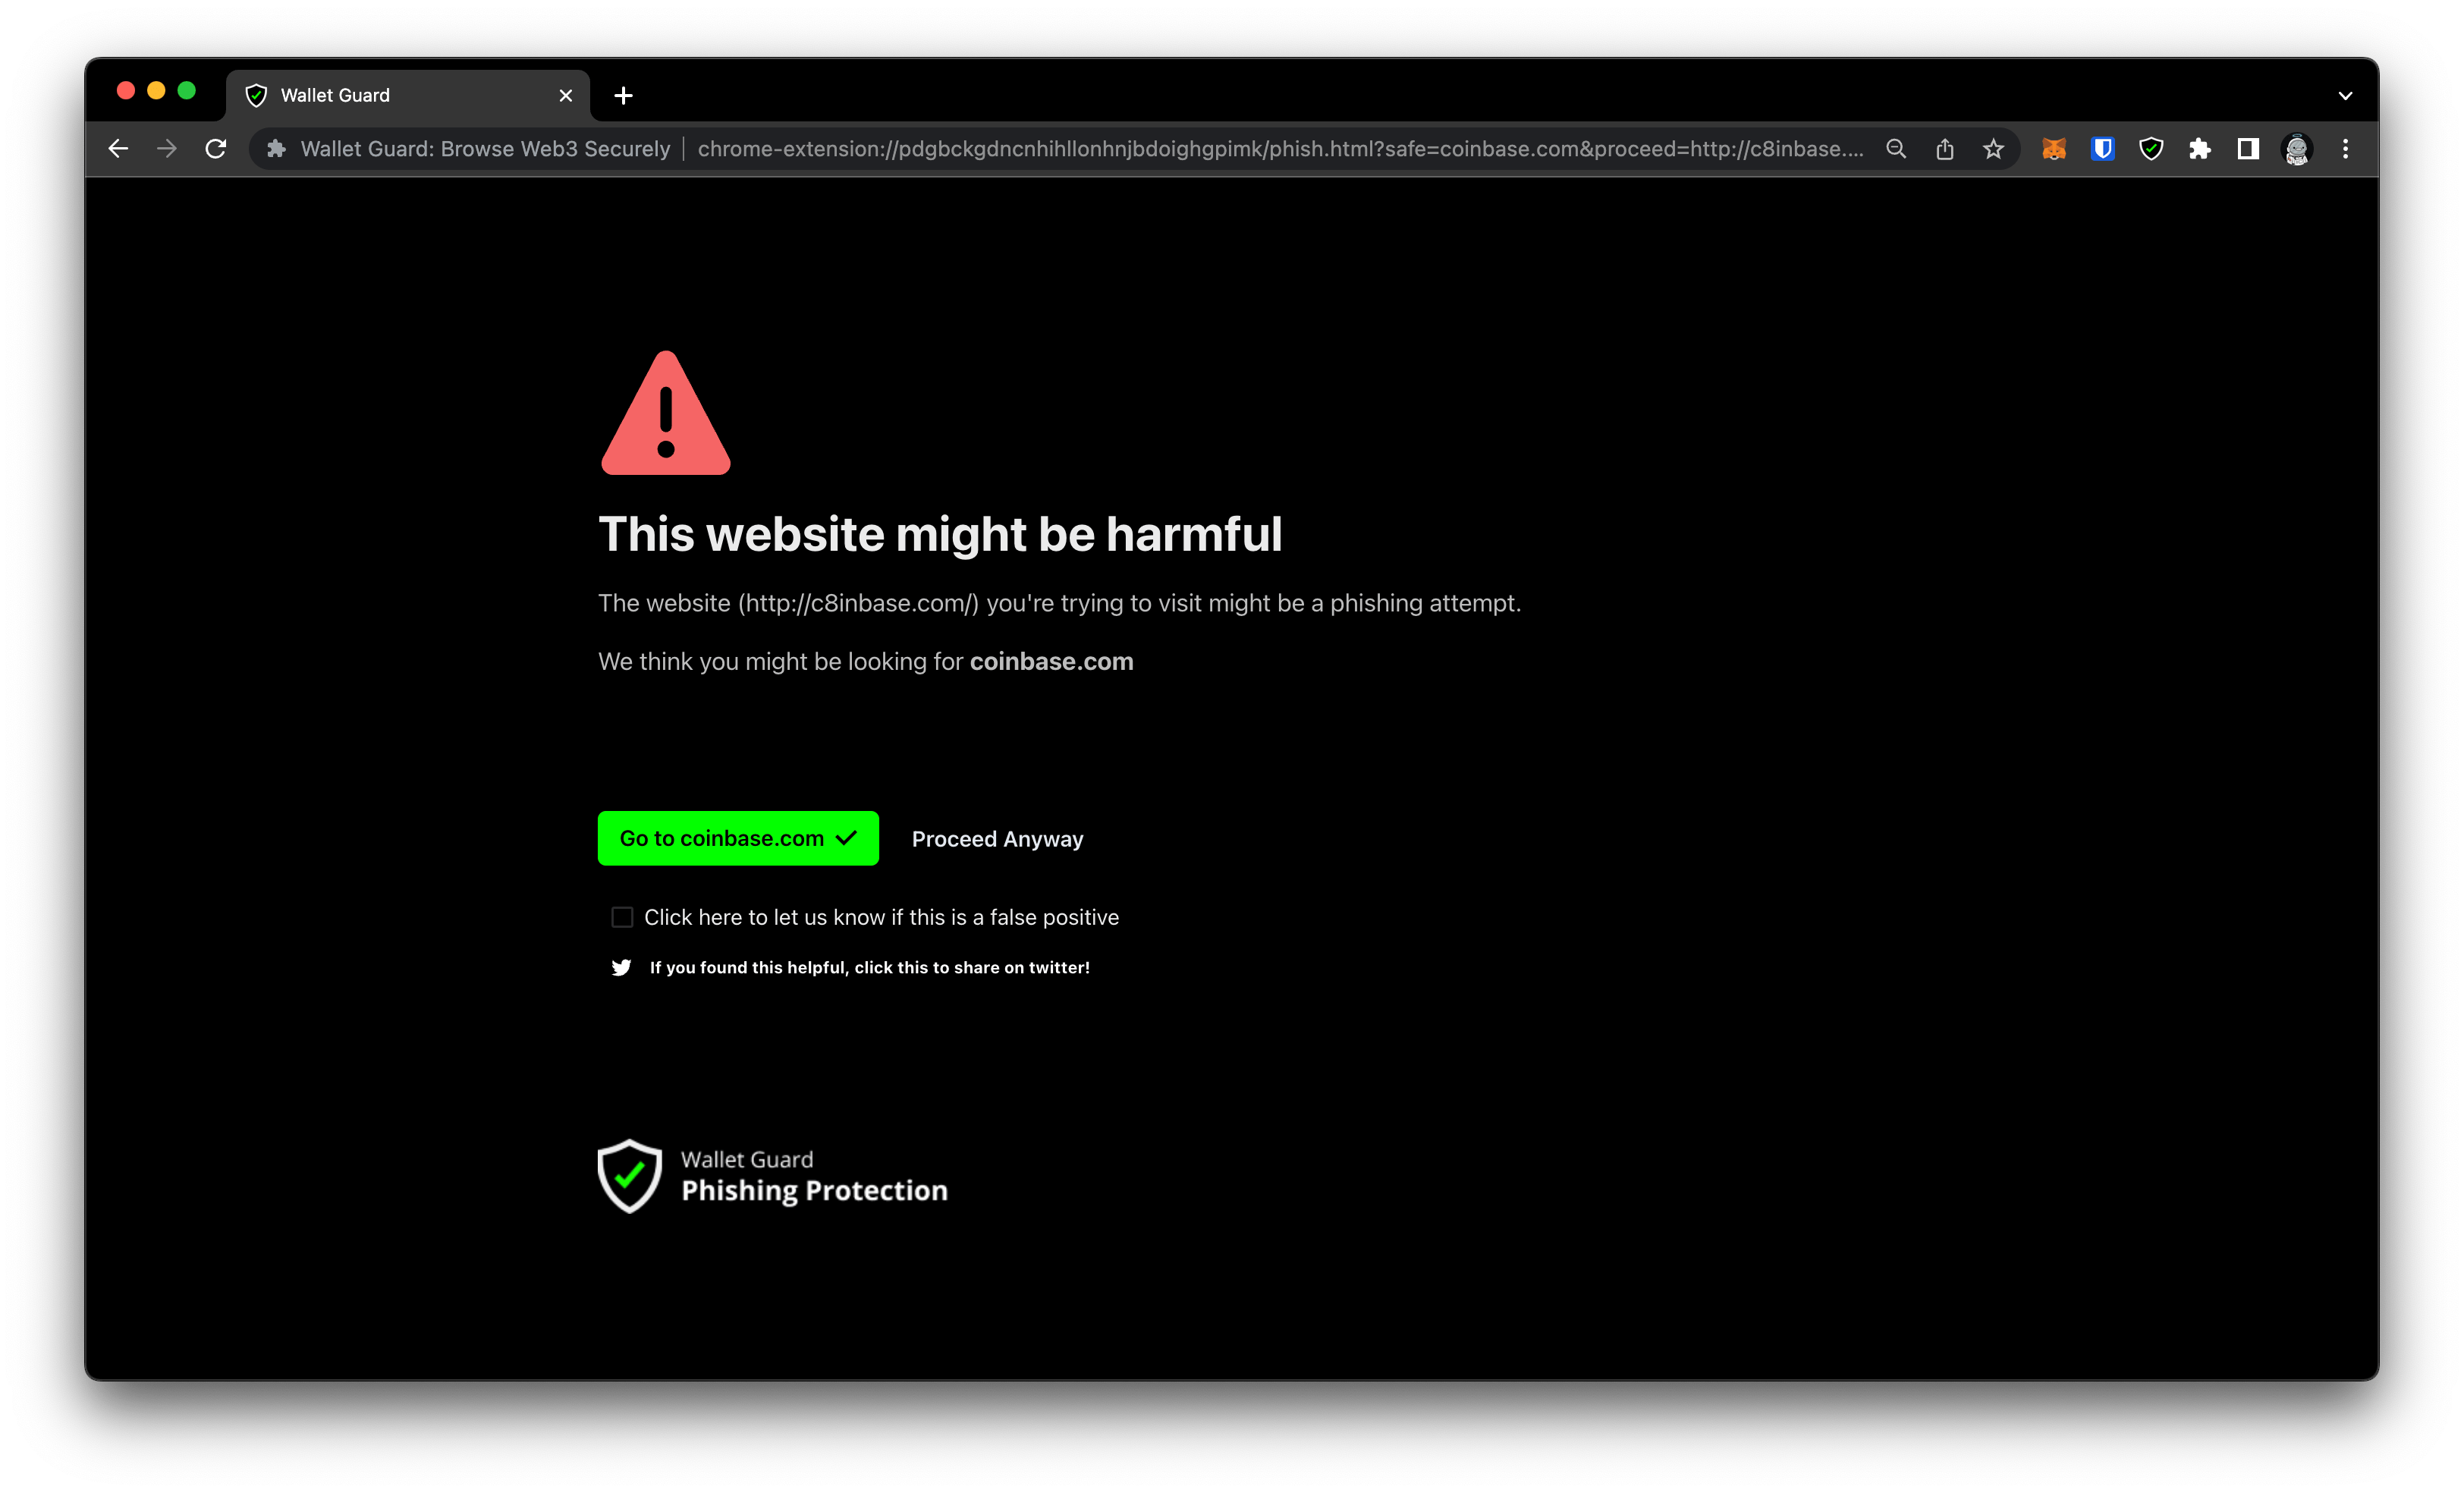 Wallet Guard
Wallet Guard: Browse Web3 Securely | chrome-extension://pdgbckgdncnhihllonhnjbdoighgpimk/phish.html?safe=coinbase.com&proceed=http://c8inbase....
This website might be harmful
The website (http://c8inbase.com/) you're trying to visit might be a phishing attempt.
We think you might be looking for coinbase.com
Go to coinbase.com
Proceed Anyway
Click here to let us know if this is a false positive
If you found this helpful, click this to share on twitter!
Wallet Guard
Phishing Protection